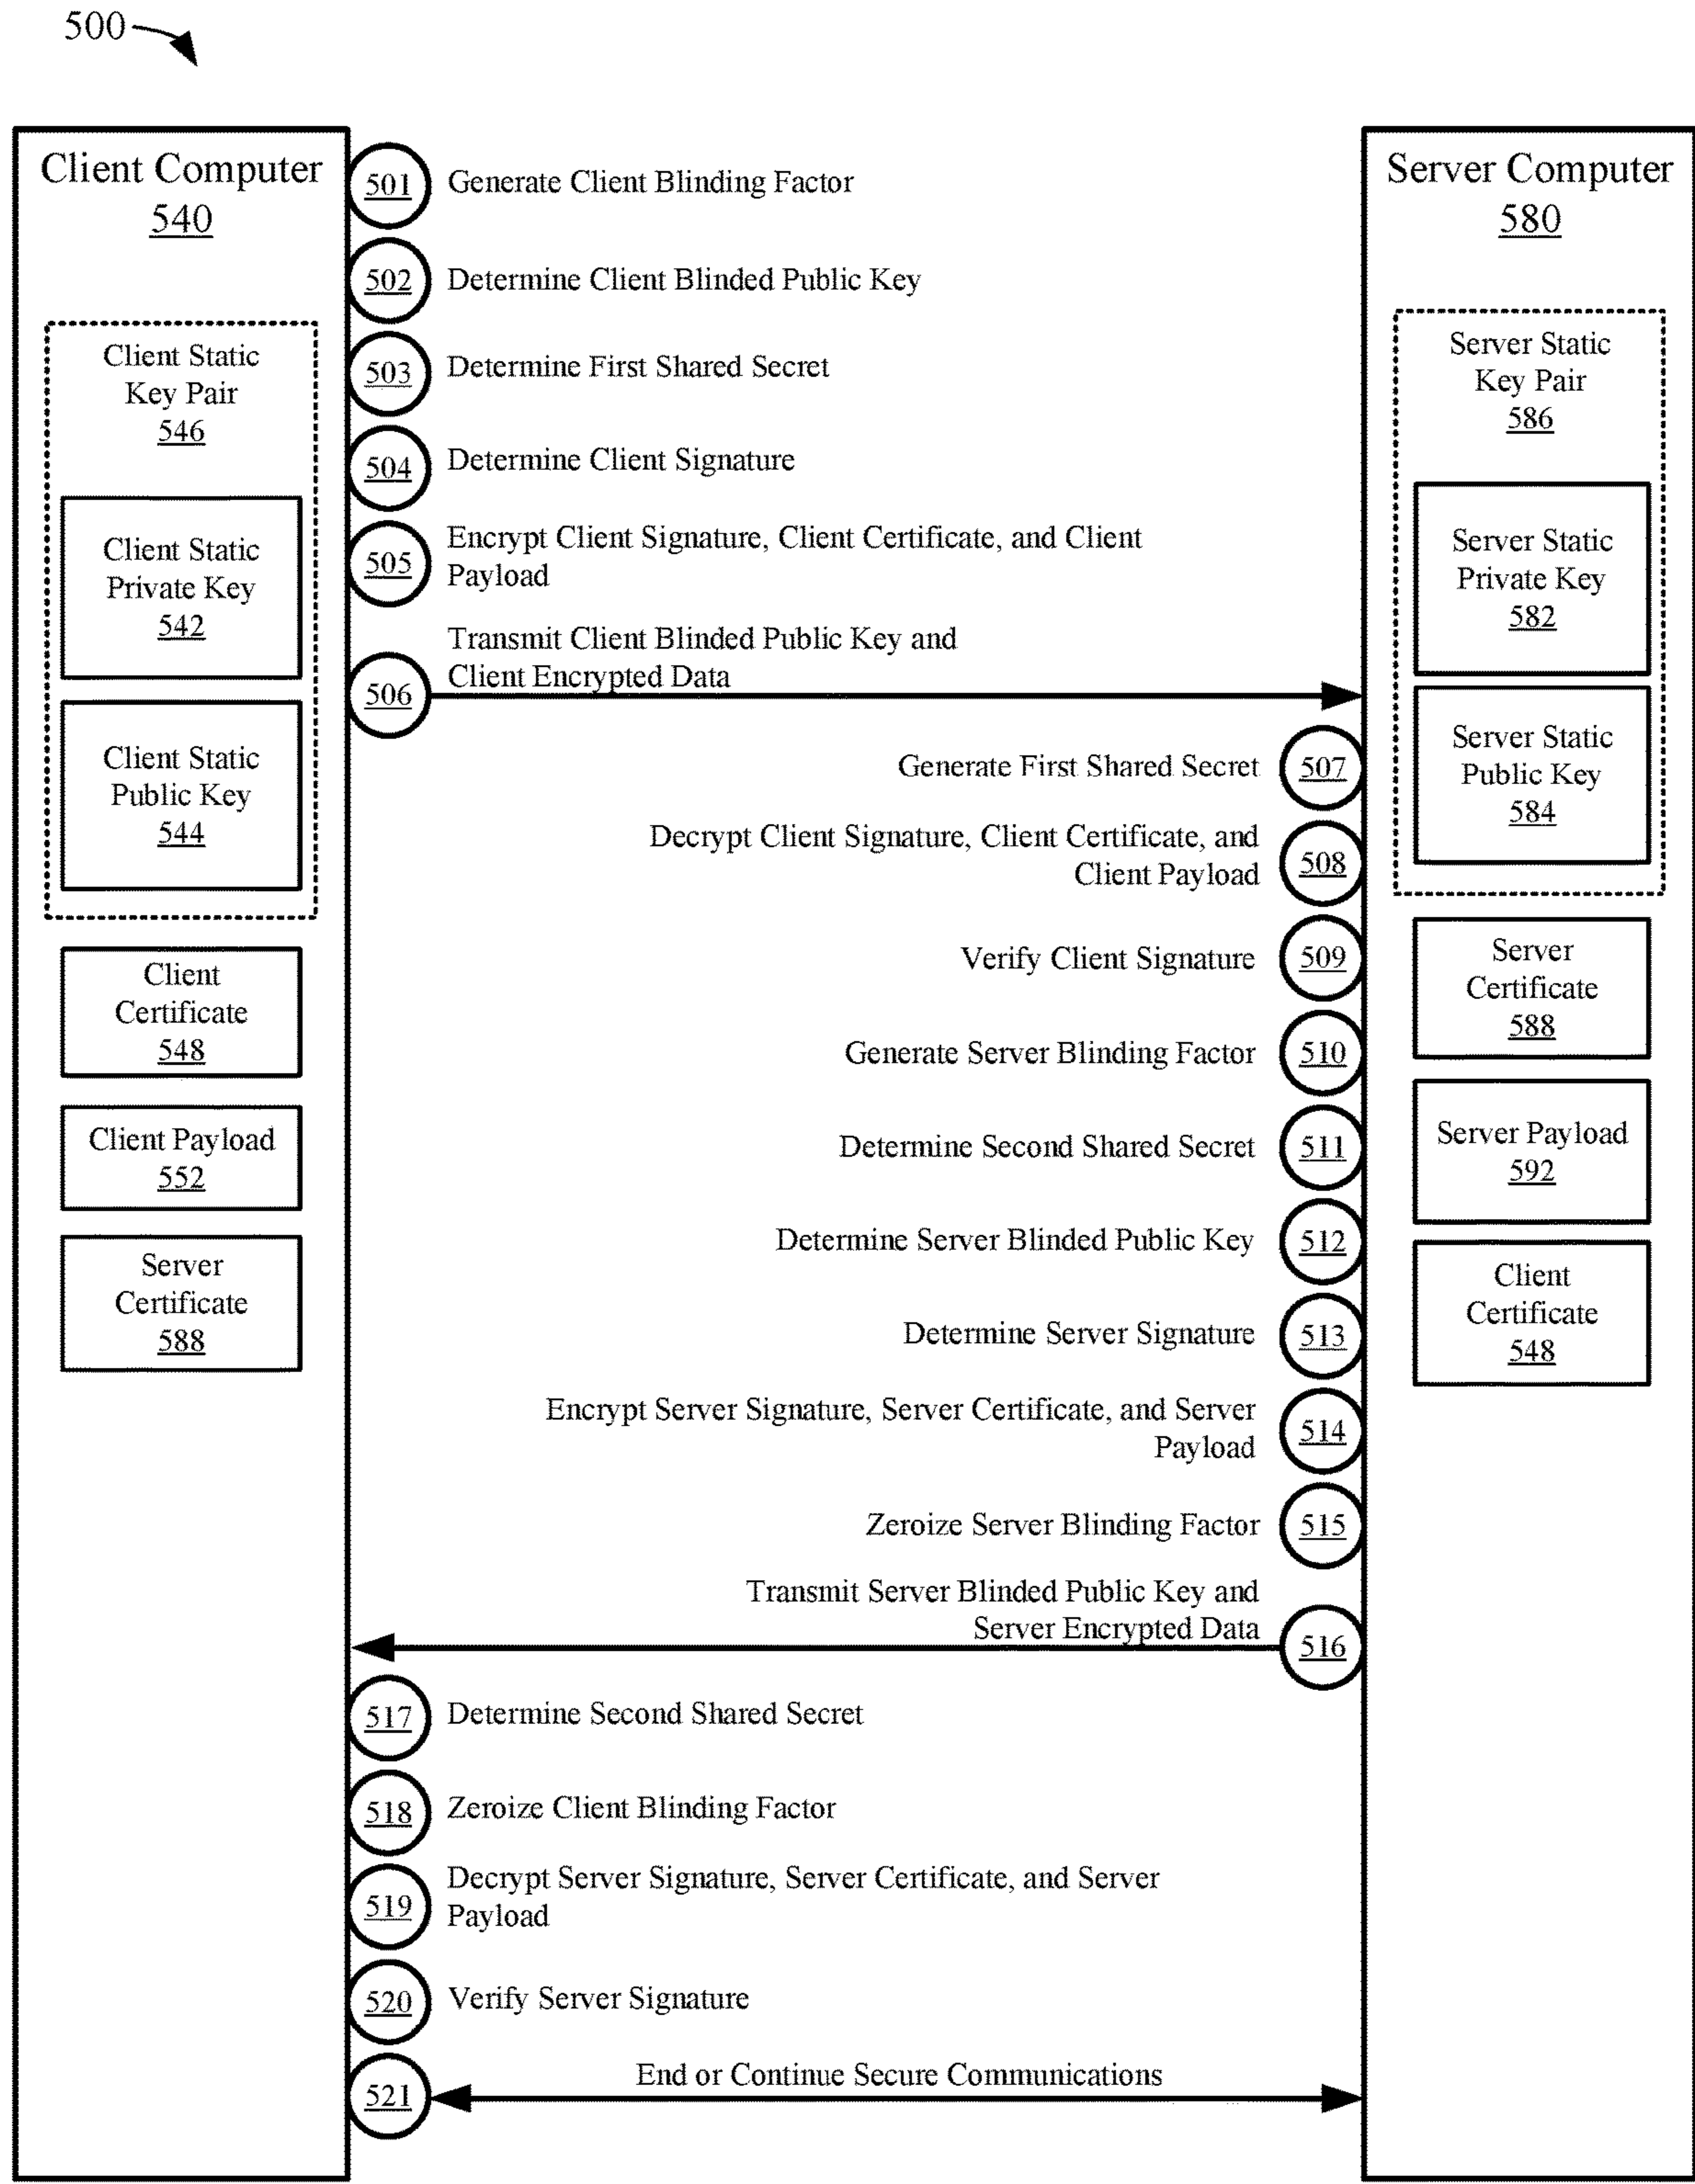 500
Client Computer
540
Client Static
Key Pair
546
Client Static
Private Key
542
Client Static
Public Key
544
Client
Certificate
548
Client Payload
552
Server
Certificate
588
501
Generate Client Blinding Factor
502
Determine Client Blinded Public Key
503
Determine First Shared Secret
504
Determine Client Signature
505
Encrypt Client Signature, Client Certificate, and Client
Payload
506
Transmit Client Blinded Public Key and
Client Encrypted Data
Generate First Shared Secret
507
Decrypt Client Signature, Client Certificate, and
Client Payload
508
Verify Client Signature
509
Generate Server Blinding Factor
510
Determine Second Shared Secret
511
Determine Server Blinded Public Key
512
Determine Server Signature
513
Encrypt Server Signature, Server Certificate, and Server
Payload
514
Zeroize Server Blinding Factor
515
Transmit Server Blinded Public Key and
Server Encrypted Data
516
517
Determine Second Shared Secret
518
Zeroize Client Blinding Factor
519
Decrypt Server Signature, Server Certificate, and Server
Payload
520
Verify Server Signature
521
End or Continue Secure Communications
Server Computer
580
Server Static
Key Pair
586
Server Static
Private Key
582
Server Static
Public Key
584
Server
Certificate
588
Server Payload
592
Client
Certificate
548